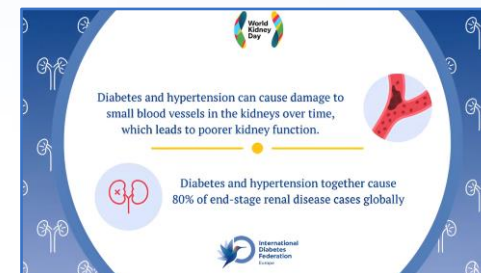 World
Kidney
Day
Diabetes and hypertension can cause damage to
small blood vessels in the kidneys over time,
which leads to poorer kidney function.
Diabetes and hypertension together cause
80% of end-stage renal disease cases globally
International
Diabetes
Federation
Europe